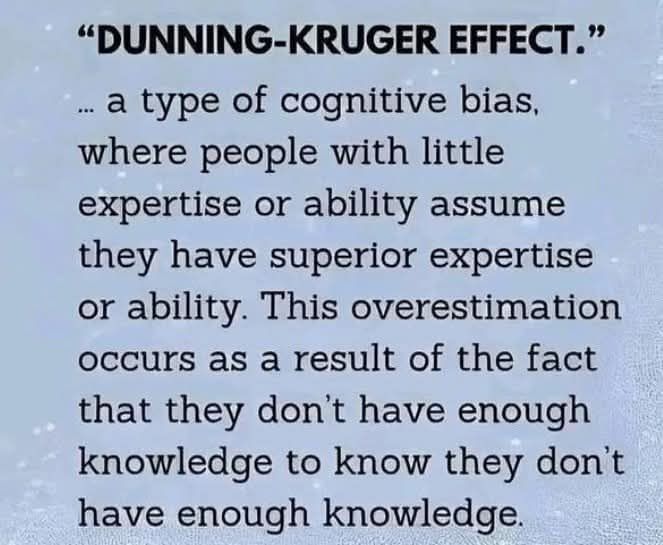 “DUNNING-KRUGER EFFECT.”
... a type of cognitive bias,
where people with little
expertise or ability assume
they have superior expertise
or ability. This overestimation
occurs as a result of the fact
that they don’t have enough
knowledge to know they don’t
have enough knowledge.